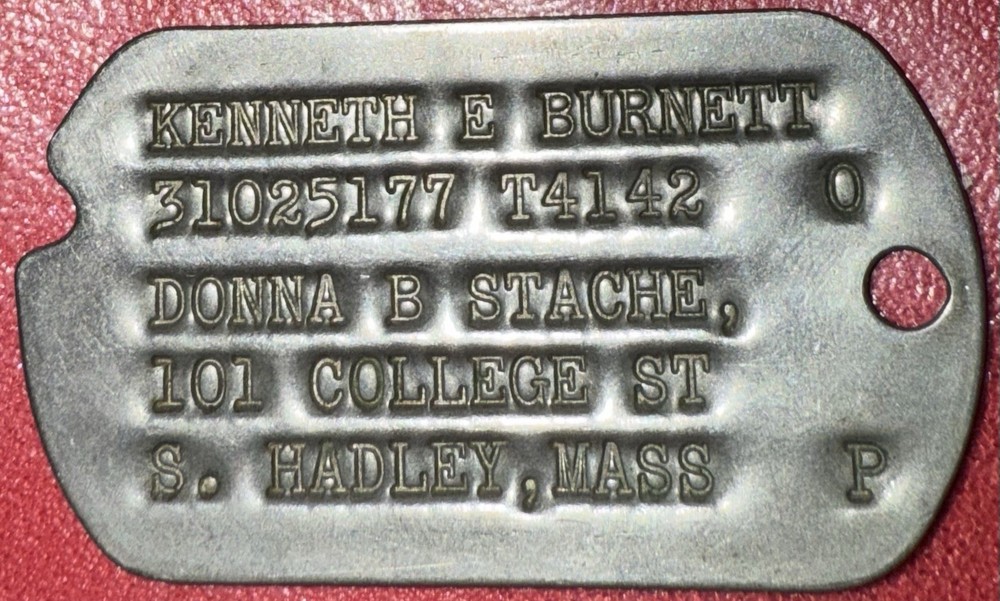 KENNETH E BURNETT
31025177 T4142 O
DONNA B STACHE,
101 COLLEGE ST
S. HADLEY,MASS P